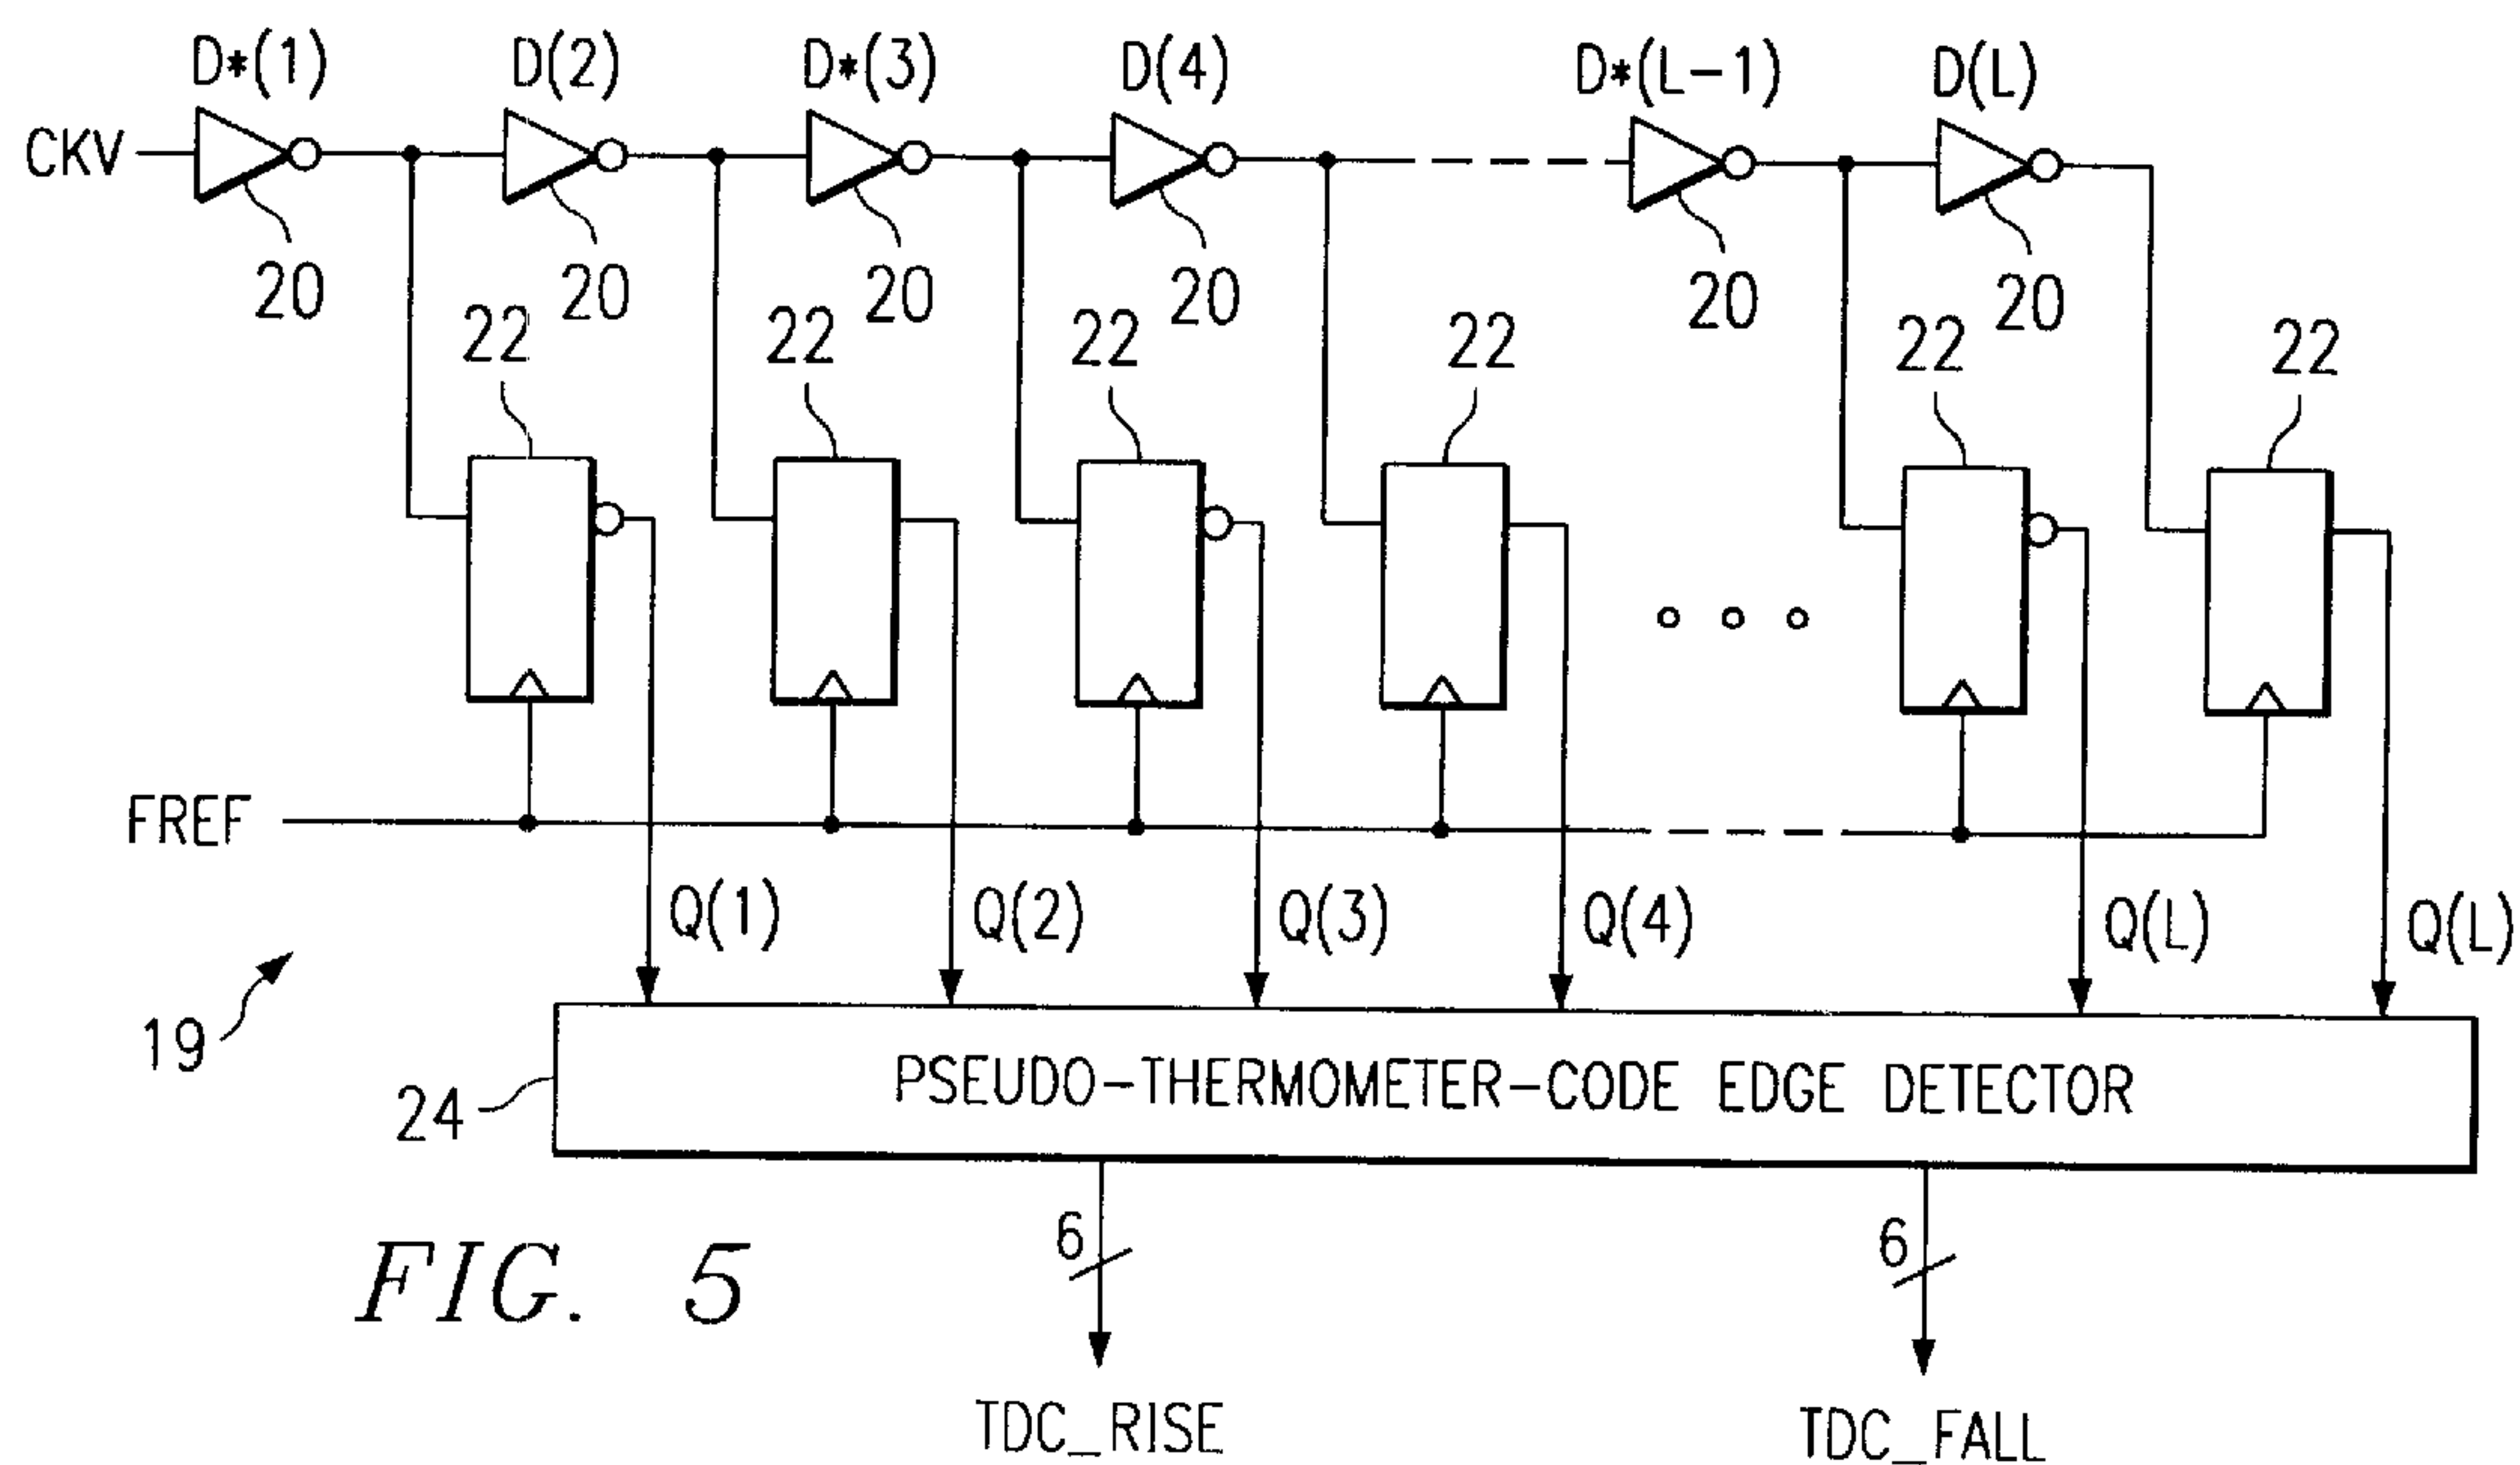 D*(1) D(2) D*(3) D(4) D*(L-1) D(L)
CKV
20 20 20 20 20 20
22 22 22 22 22 22
FREF
Q(1) Q(2) Q(3) Q(4) Q(L) Q(L)
19
24
PSEUDO-THERMOMETER-CODE EDGE DETECTOR
6 6
FIG. 5
TDC_RISE TDC_FALL